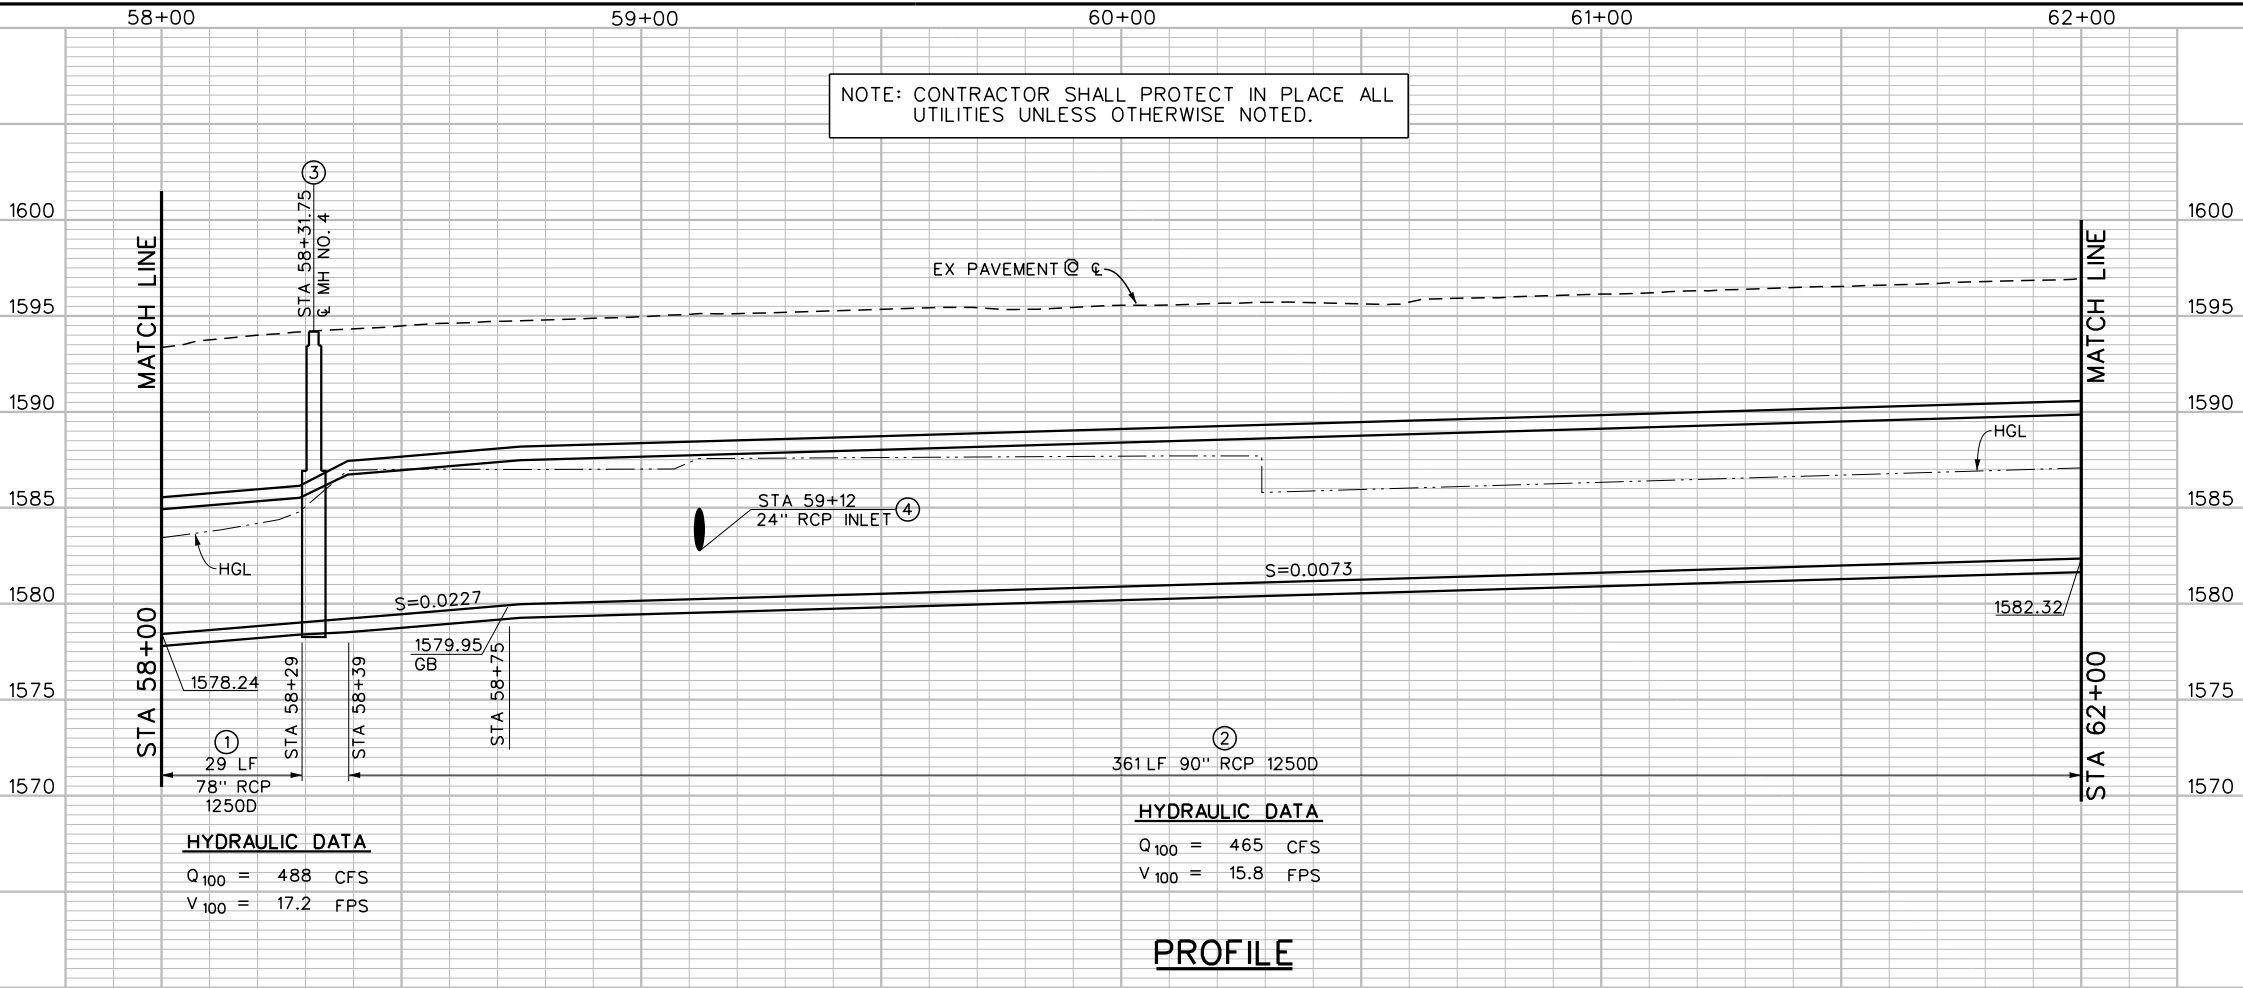 58+00 59+00 60+00 61+00 62+00
NOTE: CONTRACTOR SHALL PROTECT IN PLACE ALL
UTILITIES UNLESS OTHERWISE NOTED.
3
STA 58+31.75
℄ MH NO. 4
1600 1600
MATCH LINE
MATCH LINE
EX PAVEMENT @ ℄
1595 1595
1590 1590
HGL
1585 1585
STA 59+12
24" RCP INLET
4
HGL
S=0.0073
1580 1580
S=0.0227
1582.32
1579.95
GB
1578.24
STA 58+00
STA 58+29
STA 58+39
STA 58+75
STA 62+00
1575 1575
1
29 LF
78" RCP
1250D
2
361 LF 90" RCP 1250D
1570 1570
HYDRAULIC DATA
Q100 = 488 CFS
V100 = 17.2 FPS
HYDRAULIC DATA
Q100 = 465 CFS
V100 = 15.8 FPS
PROFILE